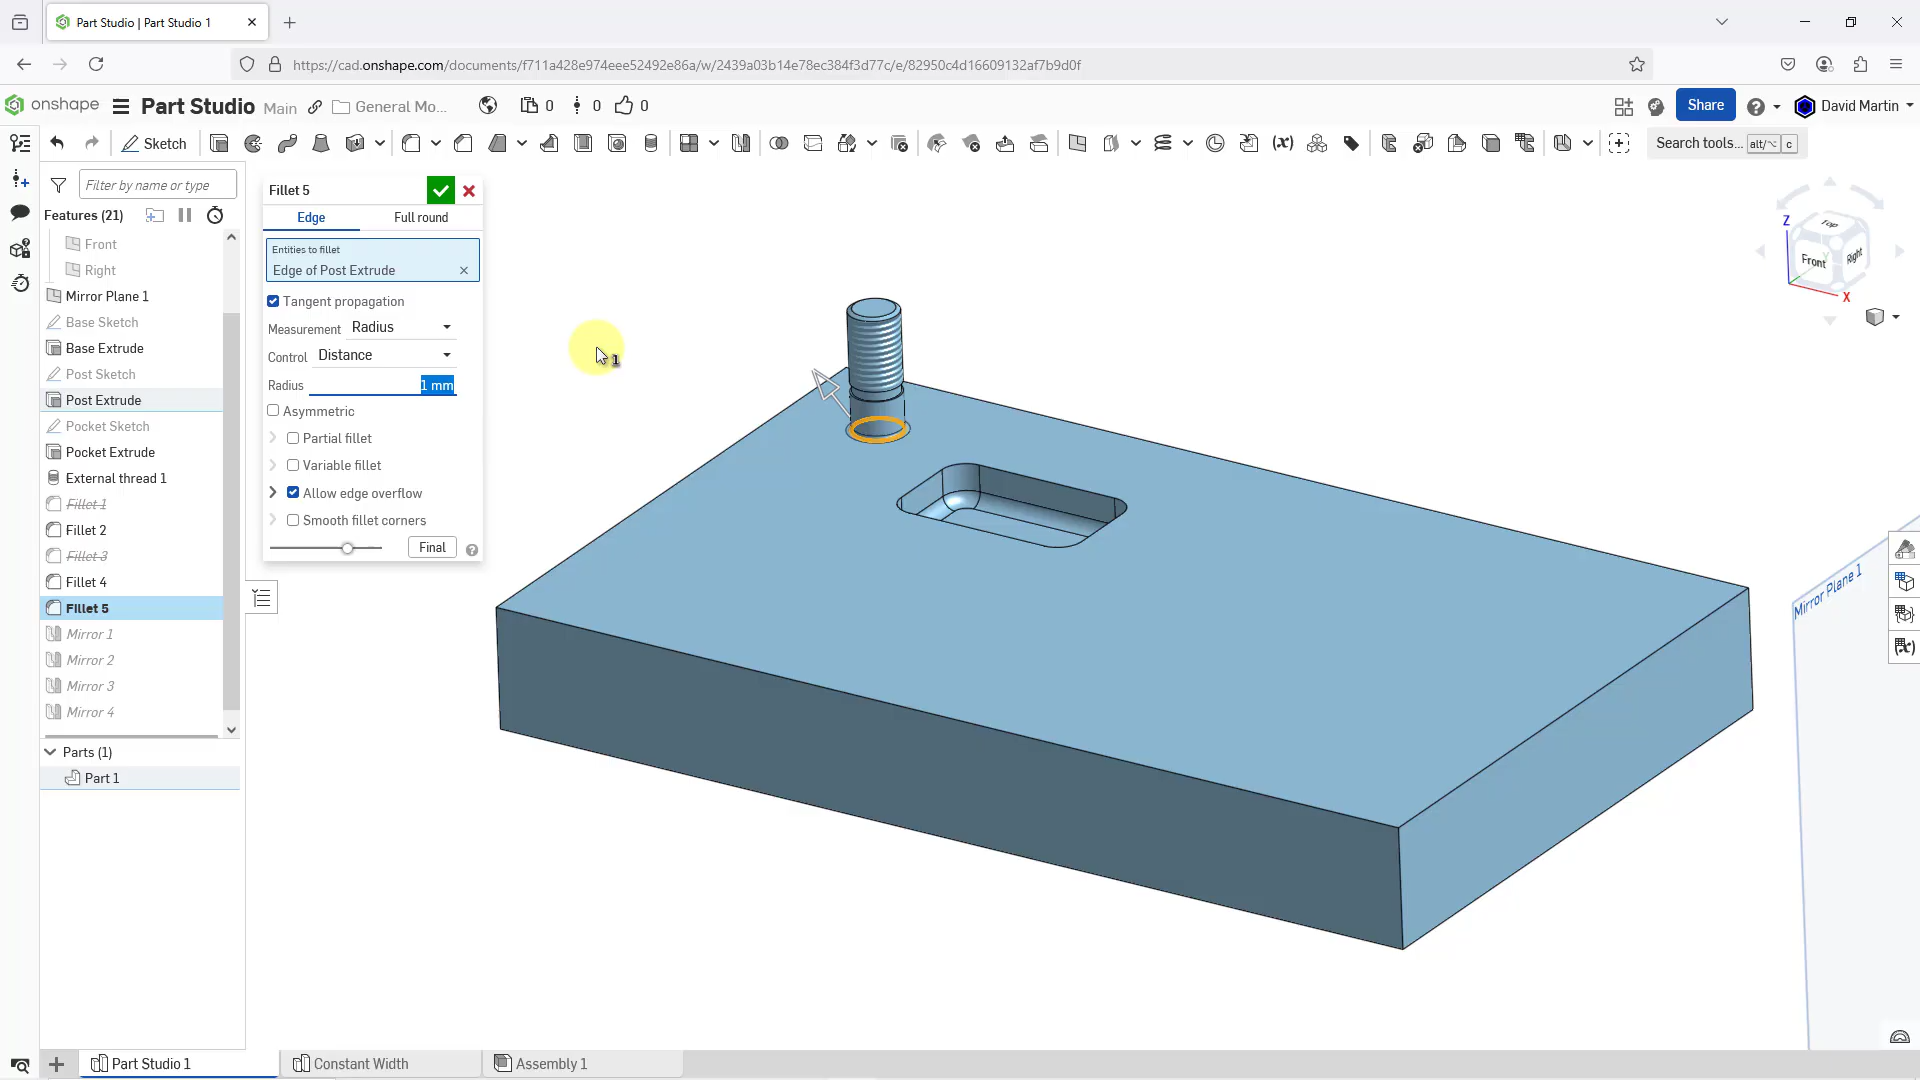 Part Studio | Part Studio 1
https://cad.onshape.com/documents/f711a428e974eee52492e86a/w/2439a03b14e78ec384f3d77c/e/82950c4d16609132af7b9d0f
onshape
Part Studio
Main
General Mo...
0
0
0
Share
David Martin
Sketch
Search tools...
alt/⌥
c
Filter by name or type
Features (21)
Front
Right
Mirror Plane 1
Base Sketch
Base Extrude
Post Sketch
Post Extrude
Pocket Sketch
Pocket Extrude
External thread 1
Fillet 1
Fillet 2
Fillet 3
Fillet 4
Fillet 5
Mirror 1
Mirror 2
Mirror 3
Mirror 4
Parts (1)
Part 1
Fillet 5
Edge
Full round
Entities to fillet
Edge of Post Extrude
Tangent propagation
Measurement
Radius
Control
Distance
Radius
1 mm
Asymmetric
Partial fillet
Variable fillet
Allow edge overflow
Smooth fillet corners
Final
1
Z
Top
Front
Right
X
Mirror Plane 1
Part Studio 1
Constant Width
Assembly 1